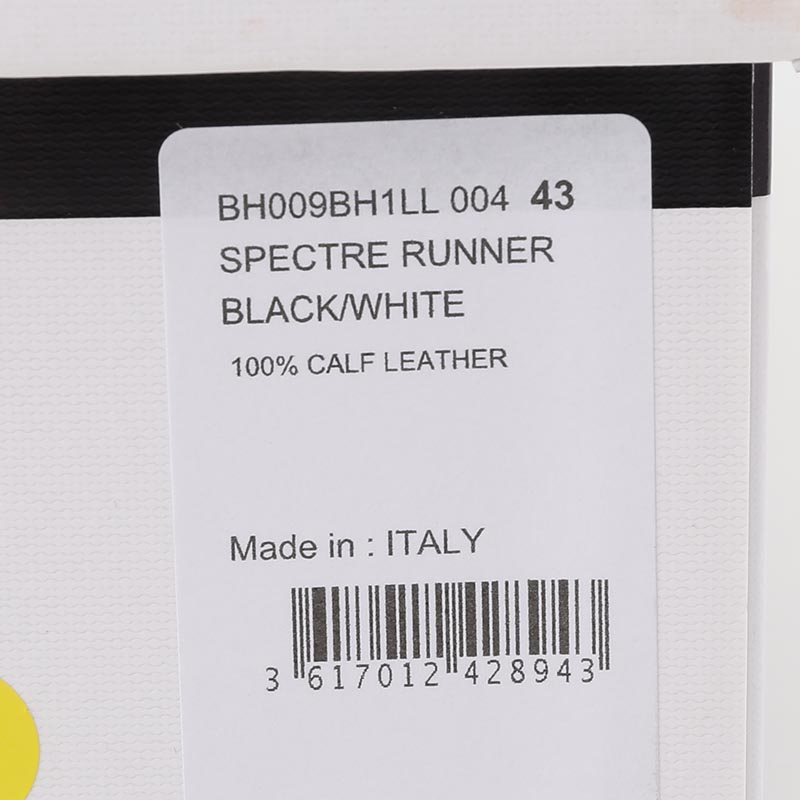 BH009BH1LL 004 43
SPECTRE RUNNER
BLACK/WHITE
100% CALF LEATHER
Made in : ITALY
3 617012 428943